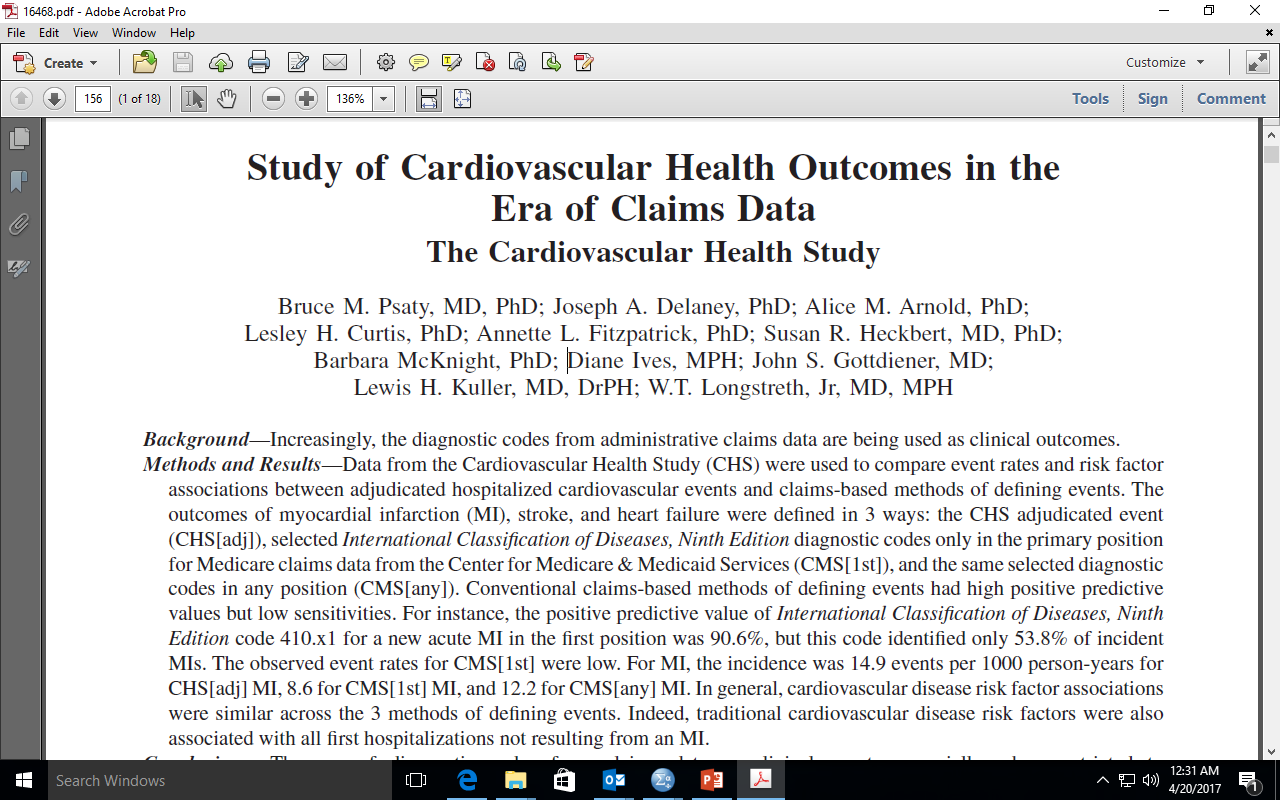 16468.pdf - Adobe Acrobat Pro
File Edit View Window Help
Create
Customize
156 (1 of 18) 136% Tools Sign Comment
Study of Cardiovascular Health Outcomes in the
Era of Claims Data
The Cardiovascular Health Study
Bruce M. Psaty, MD, PhD; Joseph A. Delaney, PhD; Alice M. Arnold, PhD;
Lesley H. Curtis, PhD; Annette L. Fitzpatrick, PhD; Susan R. Heckbert, MD, PhD;
Barbara McKnight, PhD; Diane Ives, MPH; John S. Gottdiener, MD;
Lewis H. Kuller, MD, DrPH; W.T. Longstreth, Jr, MD, MPH
Background—Increasingly, the diagnostic codes from administrative claims data are being used as clinical outcomes.
Methods and Results—Data from the Cardiovascular Health Study (CHS) were used to compare event rates and risk factor
associations between adjudicated hospitalized cardiovascular events and claims-based methods of defining events. The
outcomes of myocardial infarction (MI), stroke, and heart failure were defined in 3 ways: the CHS adjudicated event
(CHS[adj]), selected International Classification of Diseases, Ninth Edition diagnostic codes only in the primary position
for Medicare claims data from the Center for Medicare & Medicaid Services (CMS[1st]), and the same selected diagnostic
codes in any position (CMS[any]). Conventional claims-based methods of defining events had high positive predictive
values but low sensitivities. For instance, the positive predictive value of International Classification of Diseases, Ninth
Edition code 410.x1 for a new acute MI in the first position was 90.6%, but this code identified only 53.8% of incident
MIs. The observed event rates for CMS[1st] were low. For MI, the incidence was 14.9 events per 1000 person-years for
CHS[adj] MI, 8.6 for CMS[1st] MI, and 12.2 for CMS[any] MI. In general, cardiovascular disease risk factor associations
were similar across the 3 methods of defining events. Indeed, traditional cardiovascular disease risk factors were also
associated with all first hospitalizations not resulting from an MI.
Search Windows
12:31 AM
4/20/2017
1